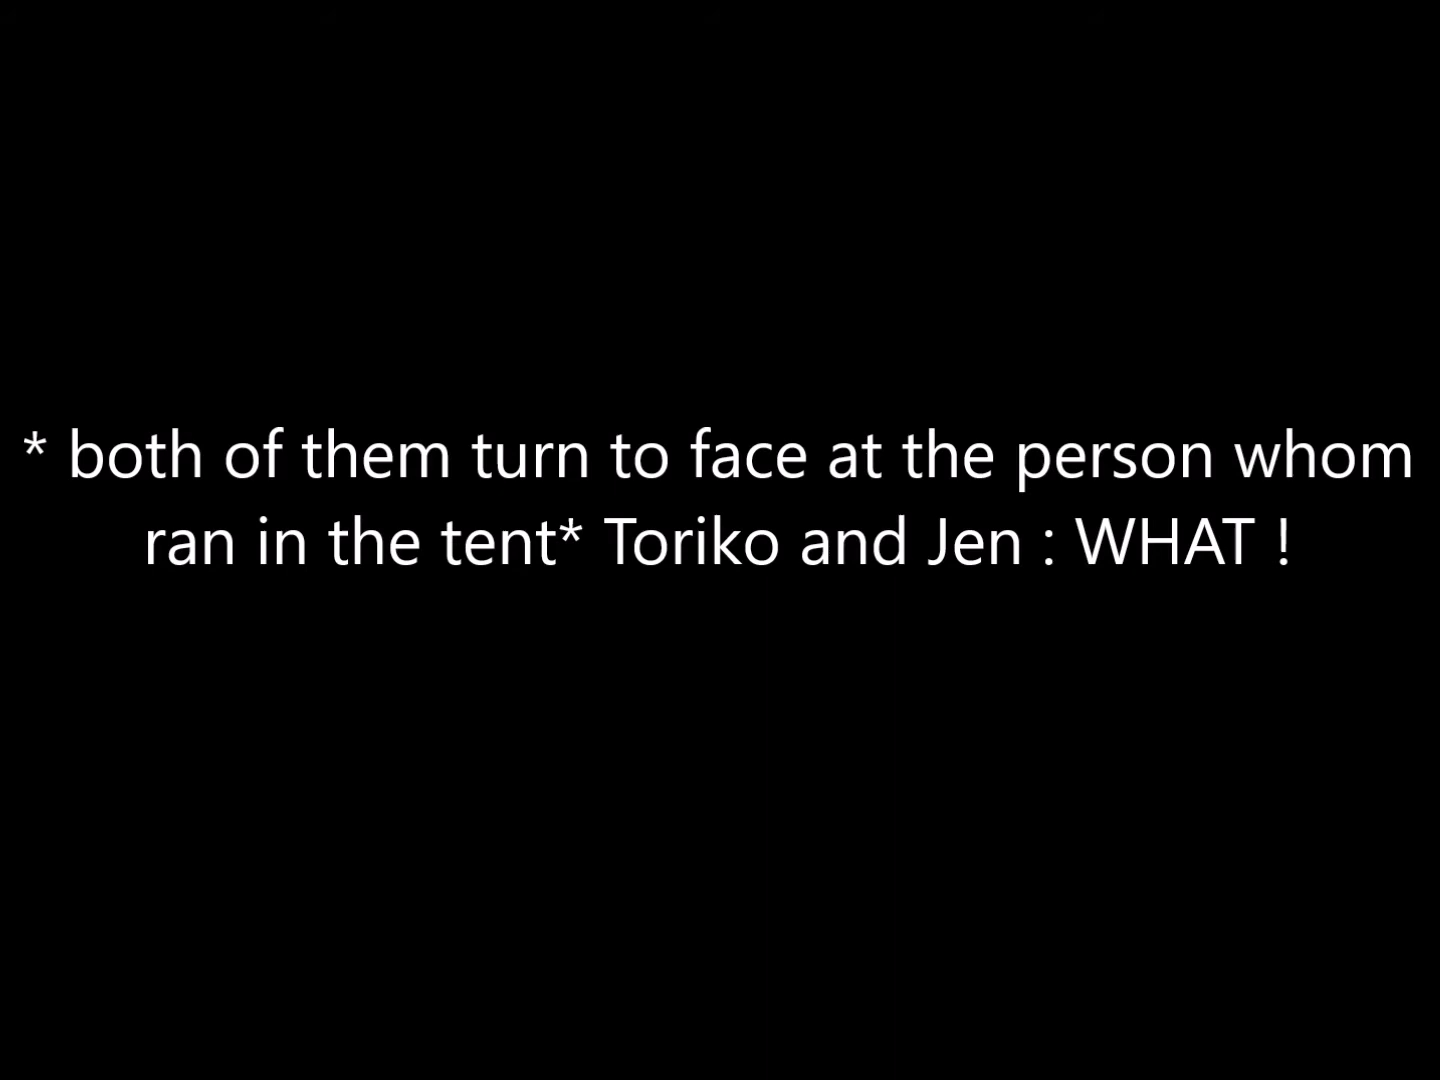 * both of them turn to face at the person whom
ran in the tent* Toriko and Jen : WHAT !